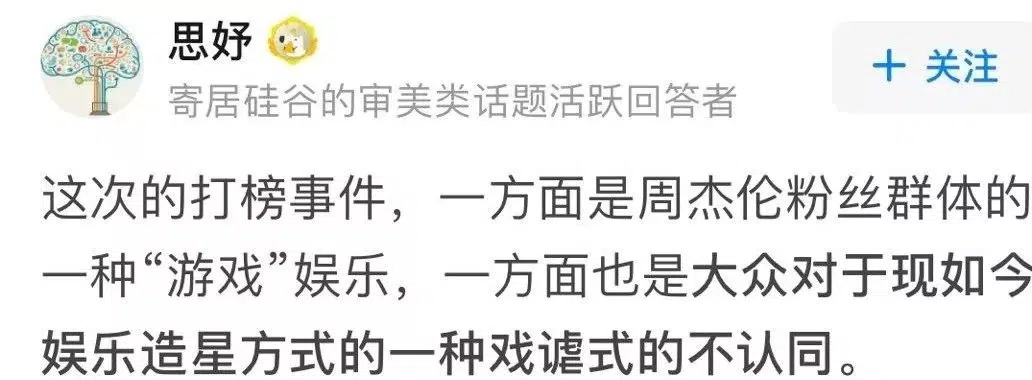 思妤
寄居硅谷的审美类话题活跃回答者
+ 关注
这次的打榜事件，一方面是周杰伦粉丝群体的
一种“游戏”娱乐，一方面也是大众对于现如今
娱乐造星方式的一种戏谑式的不认同。